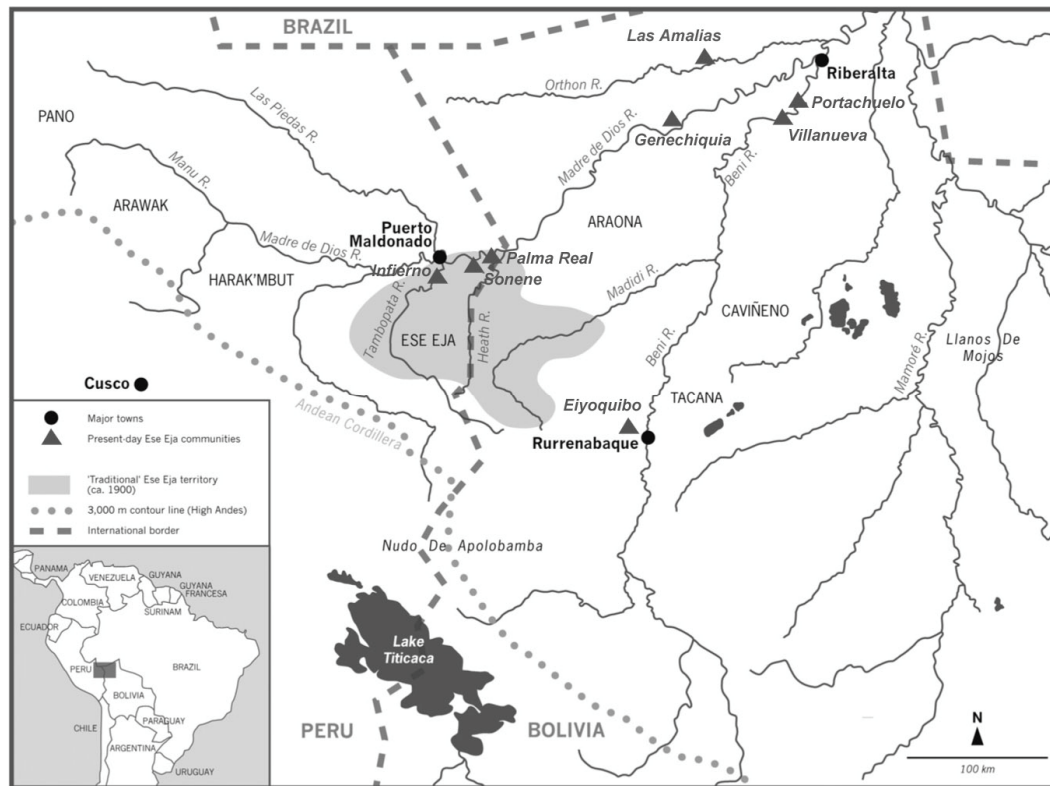 BRAZIL
Las Amalias
Orthon R.
Riberalta
Portachuelo
Villanueva
Genechiquia
Madre de Dios R.
Beni R.
Las Piedas R.
PANO
Manu R.
ARAWAK
Madre de Dios R.
HARAK'MBUT
Puerto
Maldonado
Infierno
Palma Real
Sonene
ARAONA
Tambopata R.
ESE EJA
Heath R.
Madidi R.
Beni R.
CAVIÑENO
Mamoré R.
Llanos De
Mojos
TACANA
Eiyoquibo
Rurrenabaque
Cusco
Andean Cordillera
Major towns
Present-day Ese Eja communities
'Traditional' Ese Eja territory
(ca. 1900)
3,000 m contour line (High Andes)
International border
Nudo De Apolobamba
Lake
Titicaca
PERU
BOLIVIA
N
100 km
PANAMA
VENEZUELA
GUYANA
GUYANA
FRANCESA
COLOMBIA
SURINAM
ECUADOR
PERU
BRAZIL
BOLIVIA
CHILE
PARAGUAY
ARGENTINA
URUGUAY